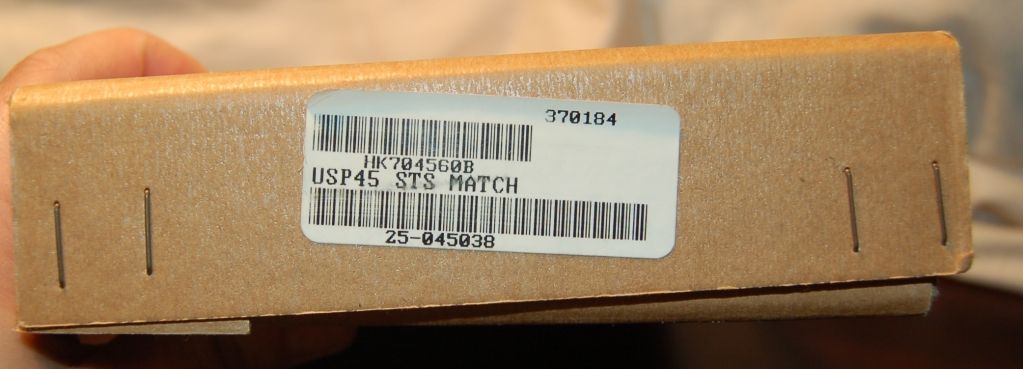 370184
HK704560B
USP45 STS MATCH
25-045038